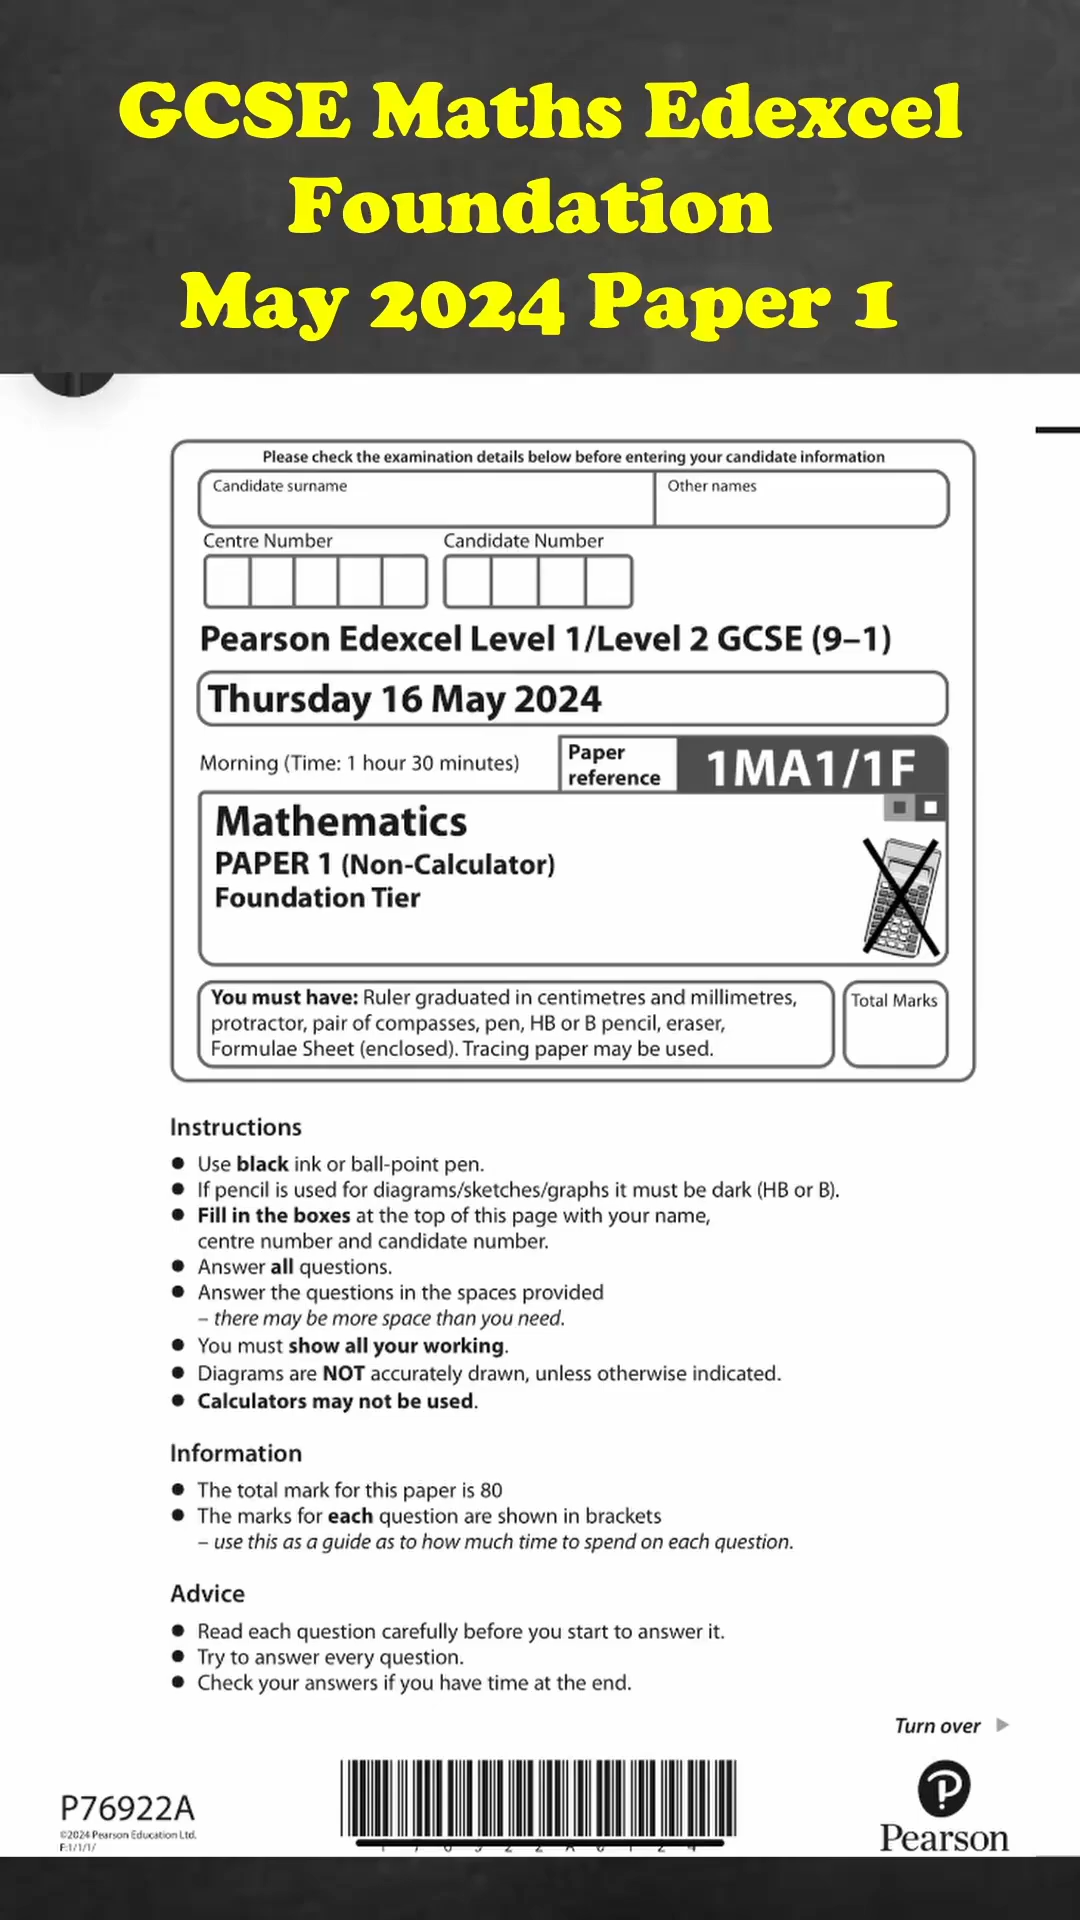 GCSE Maths Edexcel
Foundation
May 2024 Paper 1
Please check the examination details below before entering your candidate information
Candidate surname
Other names
Centre Number
Candidate Number
Pearson Edexcel Level 1/Level 2 GCSE (9–1)
Thursday 16 May 2024
Morning (Time: 1 hour 30 minutes)
Paper
reference
1MA1/1F
Mathematics
PAPER 1 (Non-Calculator)
Foundation Tier
You must have: Ruler graduated in centimetres and millimetres,
protractor, pair of compasses, pen, HB or B pencil, eraser,
Formulae Sheet (enclosed). Tracing paper may be used.
Total Marks
Instructions
● Use black ink or ball-point pen.
● If pencil is used for diagrams/sketches/graphs it must be dark (HB or B).
● Fill in the boxes at the top of this page with your name,
centre number and candidate number.
● Answer all questions.
● Answer the questions in the spaces provided
– there may be more space than you need.
● You must show all your working.
● Diagrams are NOT accurately drawn, unless otherwise indicated.
● Calculators may not be used.
Information
● The total mark for this paper is 80
● The marks for each question are shown in brackets
– use this as a guide as to how much time to spend on each question.
Advice
● Read each question carefully before you start to answer it.
● Try to answer every question.
● Check your answers if you have time at the end.
Turn over
P76922A
©2024 Pearson Education Ltd.
F:1/1/1/
Pearson